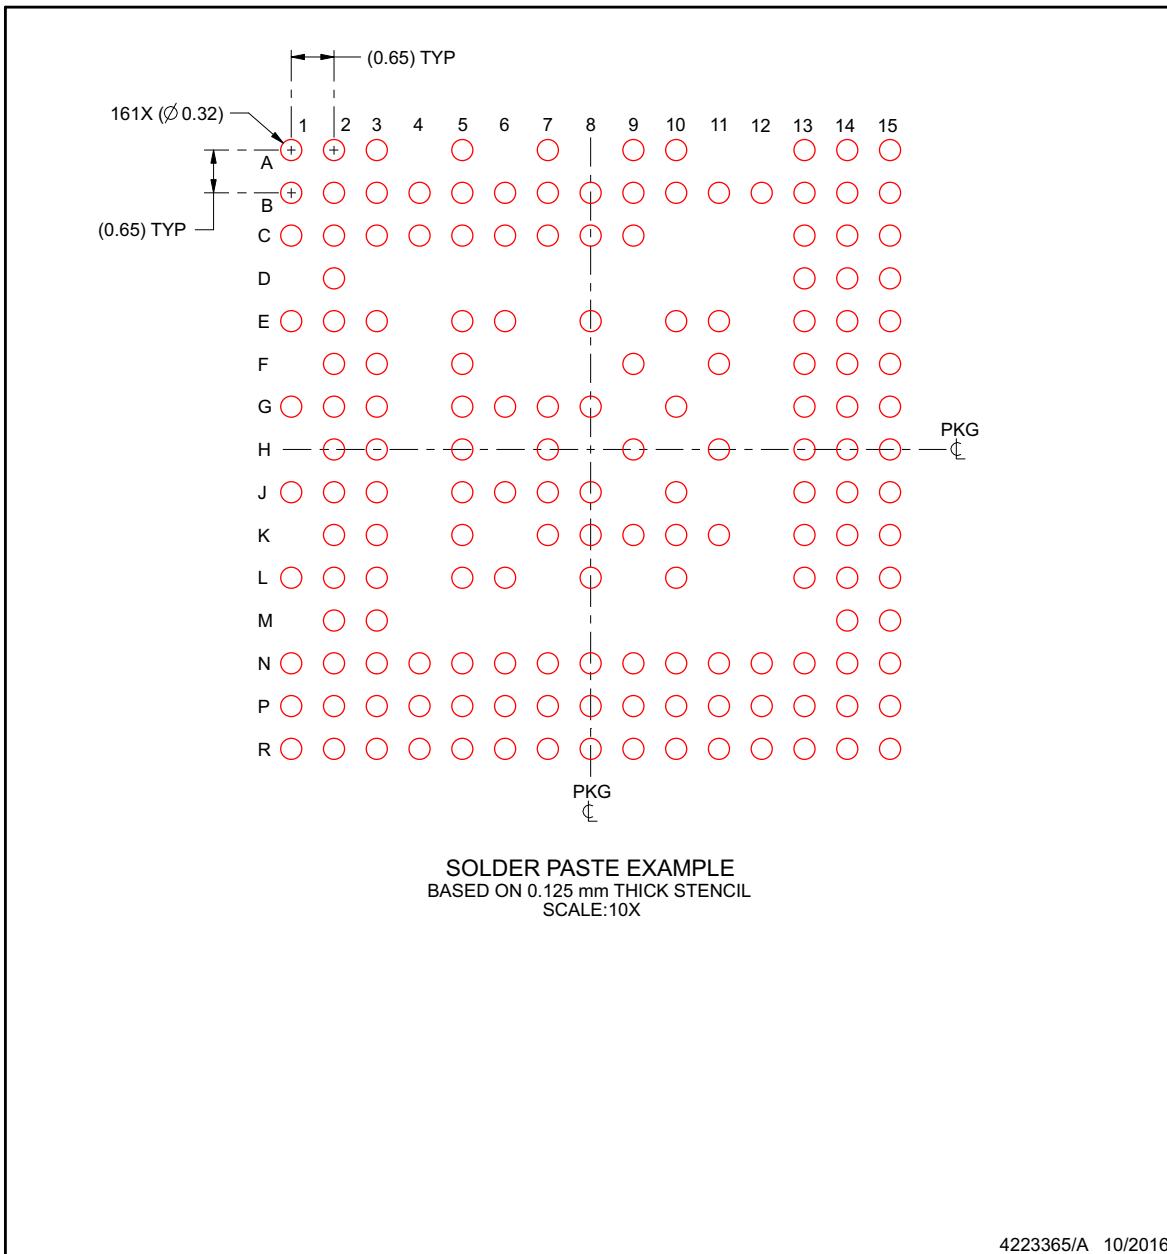 (0.65) TYP
161X (∅ 0.32)
1 2 3 4 5 6 7 8 9 10 11 12 13 14 15
A
B
(0.65) TYP
C
D
E
F
G
PKG
H
J
K
L
M
N
P
R
PKG
SOLDER PASTE EXAMPLE
BASED ON 0.125 mm THICK STENCIL
SCALE:10X
4223365/A 10/2016